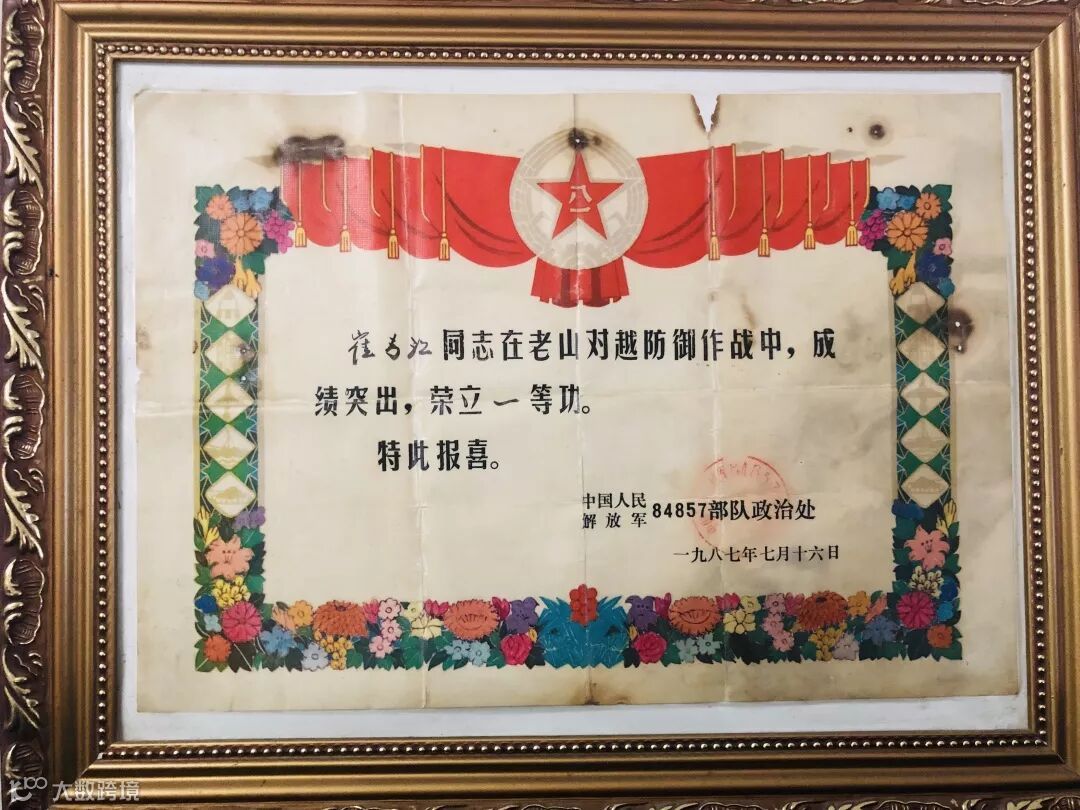 八一
崔
同志在老山对越防御作战中，成
绩突出，荣立一等功。
特此报喜。
中国人民
解放军 84857部队政治处
一九八七年七月十六日
大数跨境